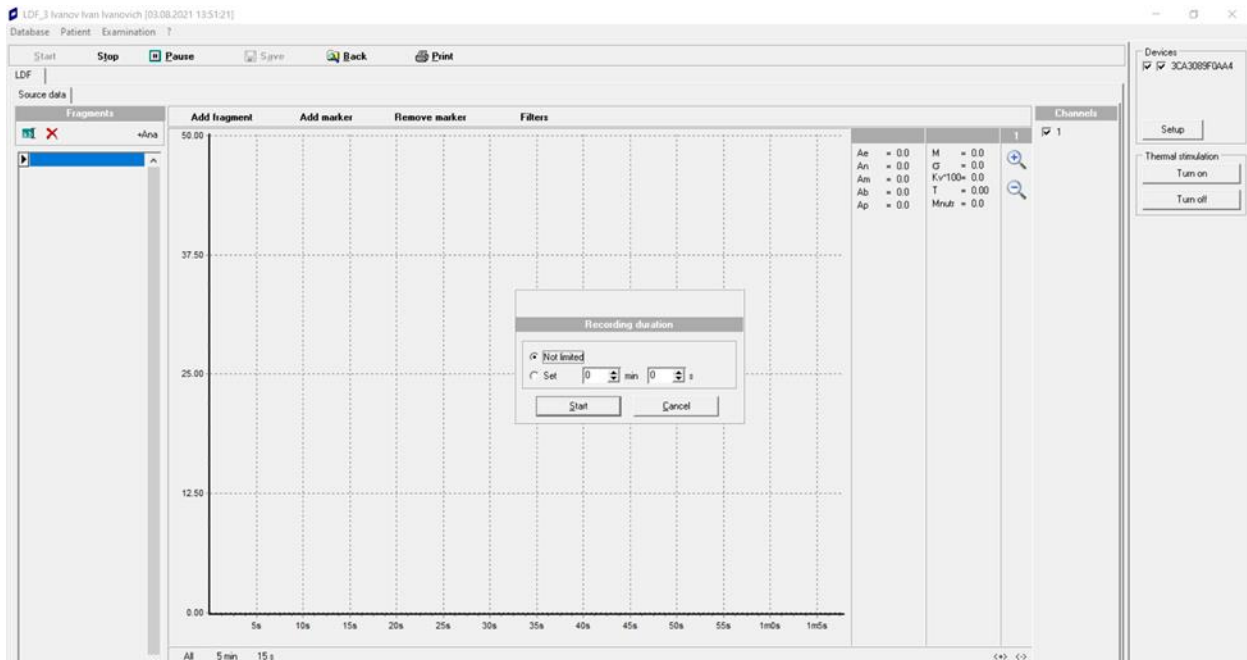 LDF_3 Ivanov Ivan Ivanovich [03.08.2021 13:51:21]
Database Patient Examination ?
Start Stop Pause Save Back Print
LDF
Source data
Fragments
+Ana
Add fragment Add marker Remove marker Filters
50.00
37.50
25.00
12.50
0.00
5s 10s 15s 20s 25s 30s 35s 40s 45s 50s 55s 1m0s 1m5s
All 5 min 15 s
Recording duration
Not limited
Set 0 min 0 s
Start Cancel
1
Ae = 0.0 M = 0.0
An = 0.0 σ = 0.0
Am = 0.0 Kv*100= 0.0
Ab = 0.0 T = 0.00
Ap = 0.0 Mnutr = 0.0
<+> <->
Channels
1
Devices
3CA3089F0AA4
Setup
Thermal stimulation
Turn on
Turn off